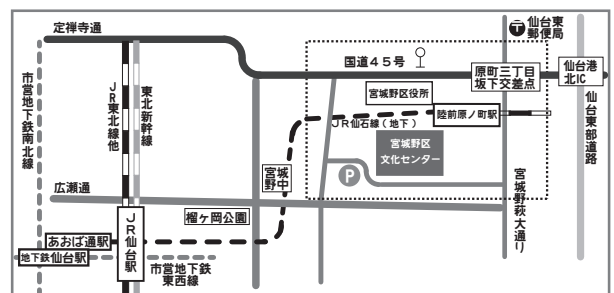 定禅寺通
〒仙台東
郵便局
国道45号
原町三丁目
坂下交差点
仙台港
北IC
宮城野区役所
陸前原ノ町駅
JR仙石線(地下)
宮城野区
文化センター
P
宮城
野中
市営地下鉄南北線
JR東北線他
東北新幹線
仙台東部道路
宮城野萩大通り
広瀬通
榴ヶ岡公園
JR仙台駅
あおば通駅
地下鉄仙台駅
市営地下鉄
東西線